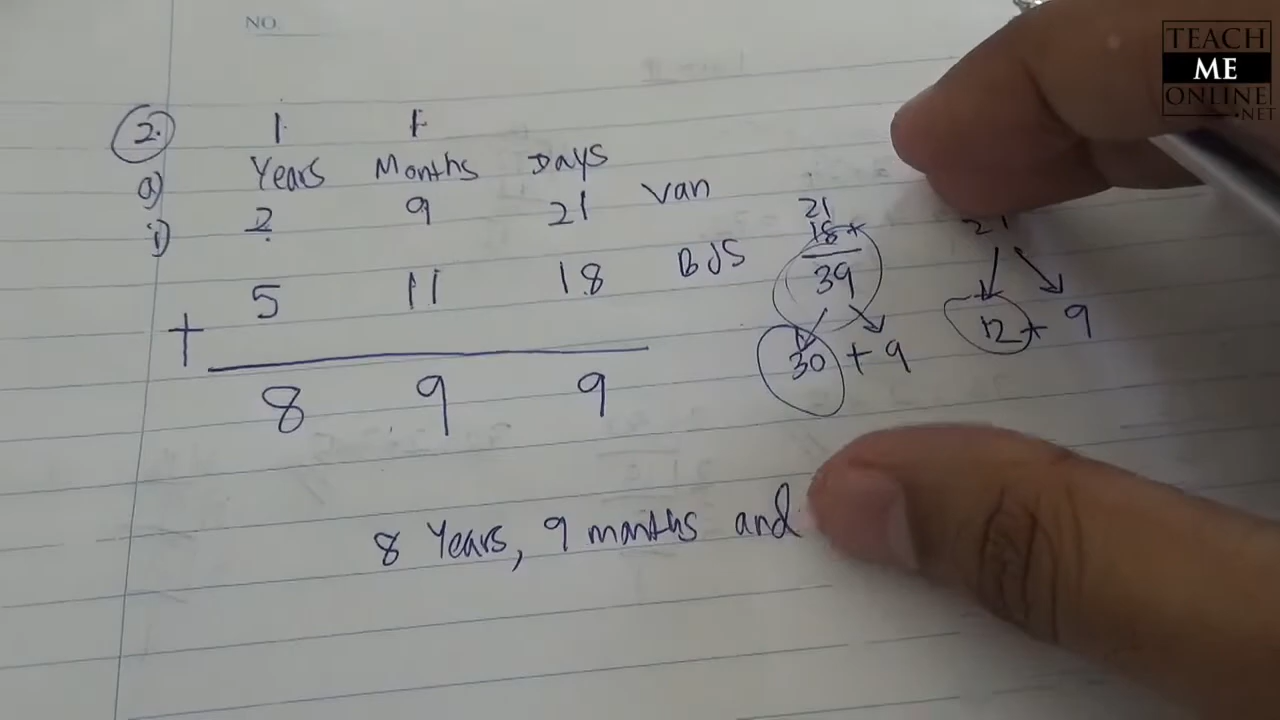 NO.
TEACH
ME
ONLINE
.NET
2. 1 1
a) Years Months Days
i) 2 9 21 Van
5 11 18 BJS
+
8 9 9
21
18+
39
30 + 9
21
12 + 9
8 Years, 9 months and